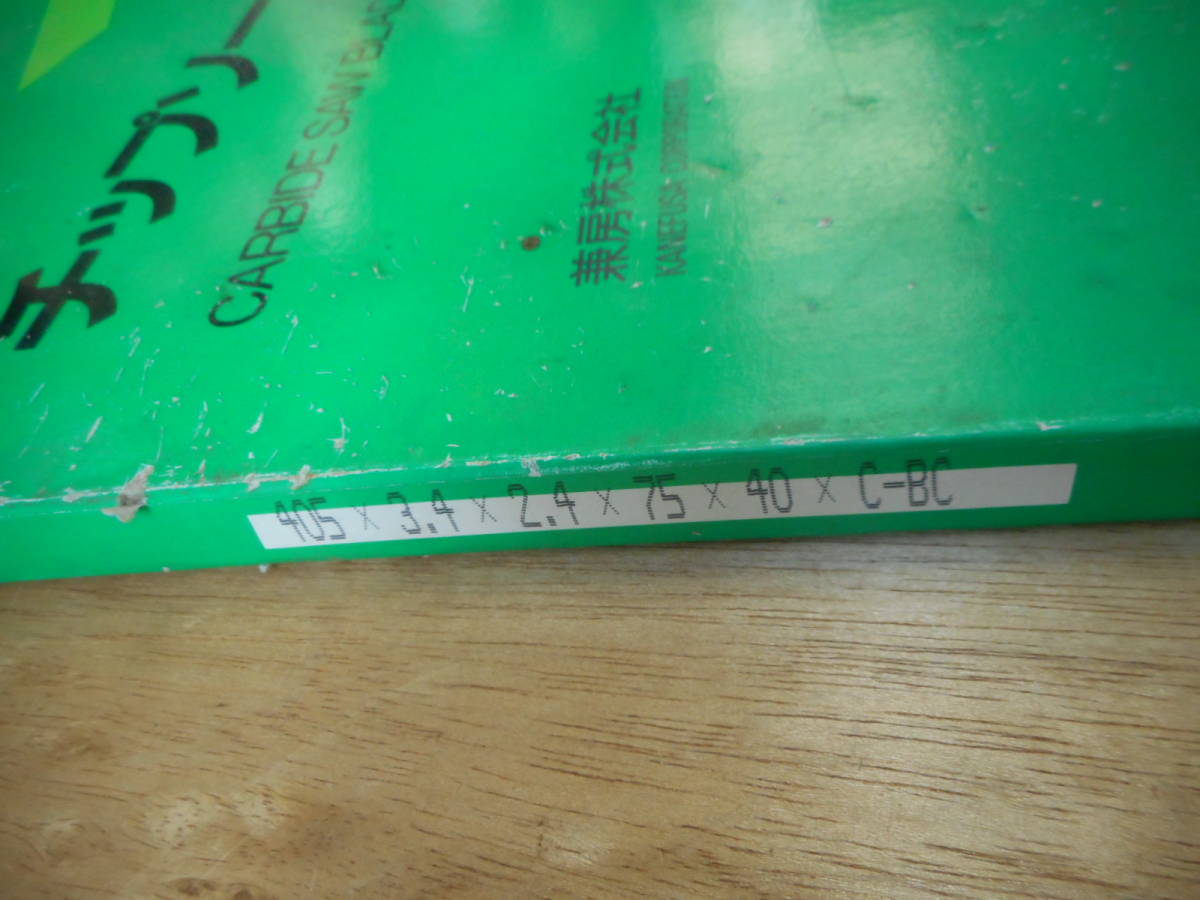 チップソー
CARBIDE SAW
兼房株式会社
KANEFUSA CORPORATION
405 × 3.4 × 2.4 × 75 × 40 × C-BC